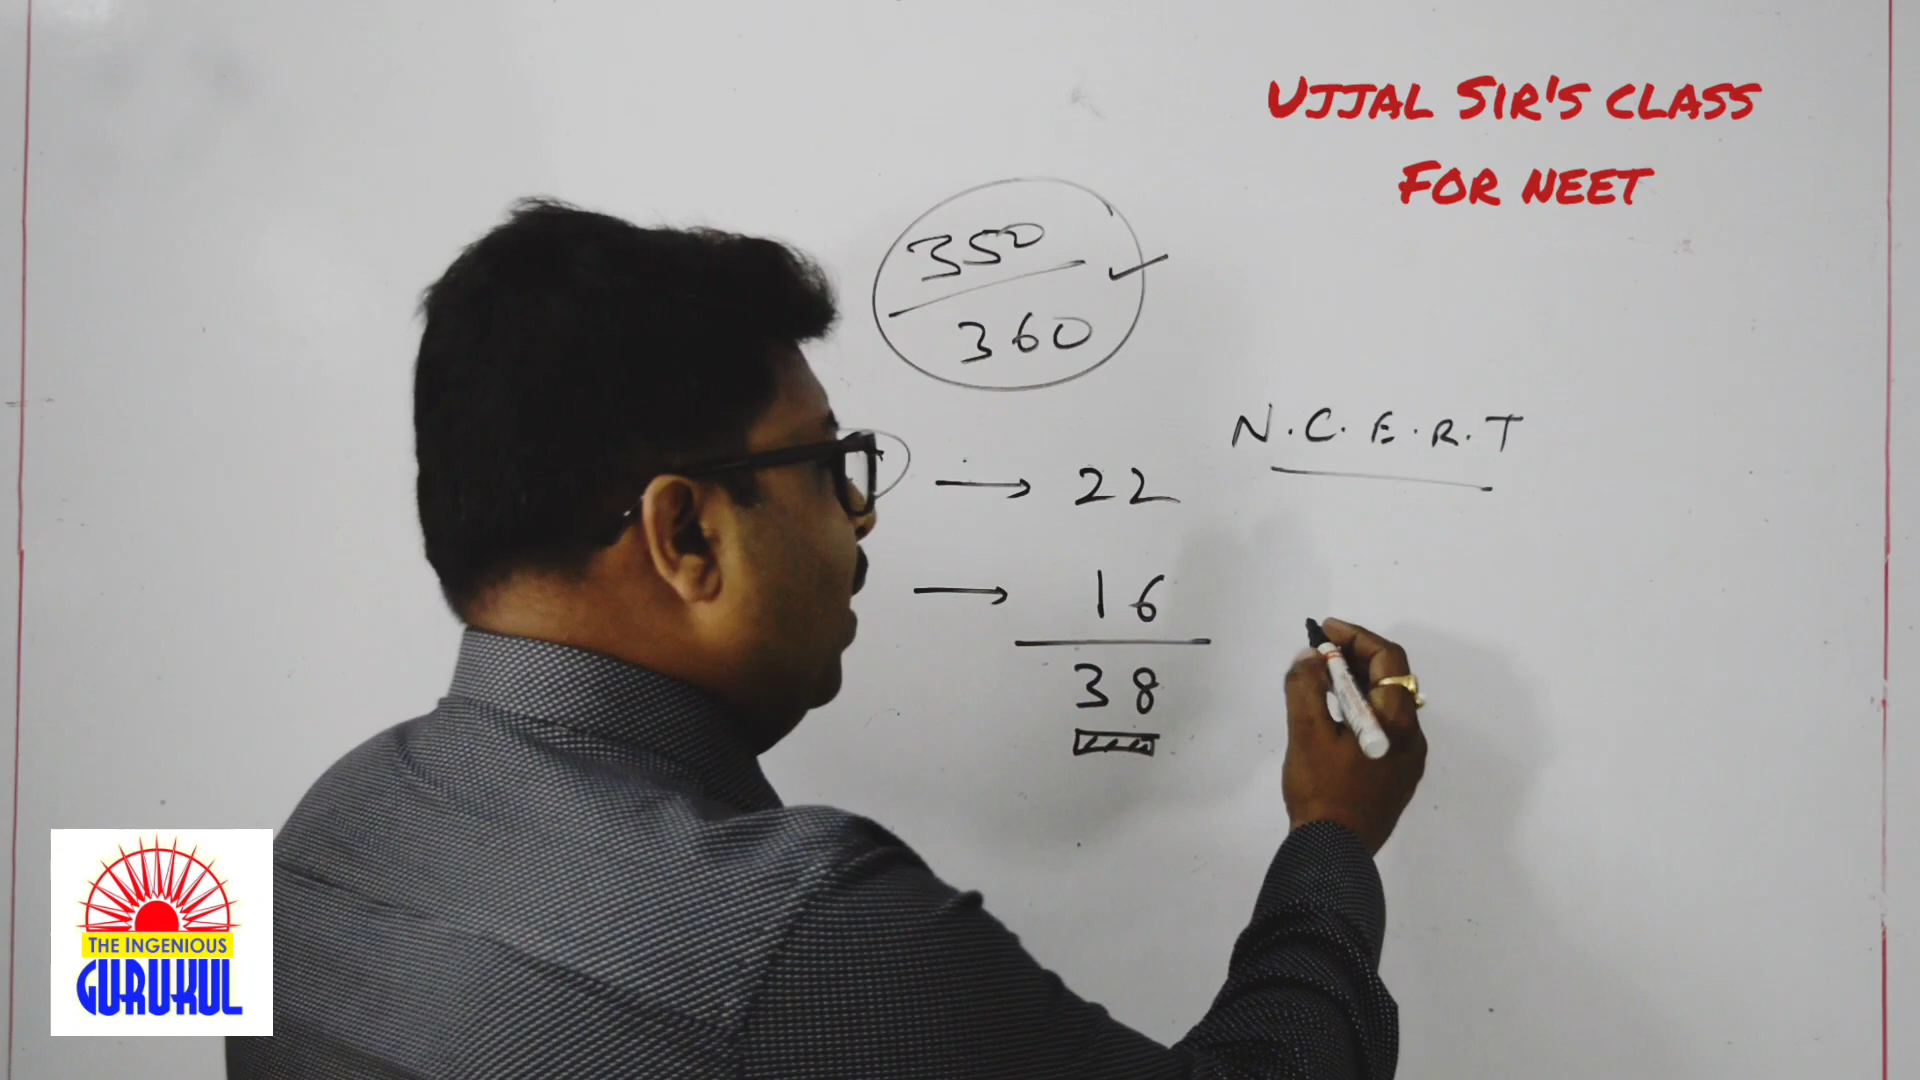 UJJAL SIR'S CLASS
FOR NEET
350
360
N.C.E.R.T
22
16
38
THE INGENIOUS
GURUKUL